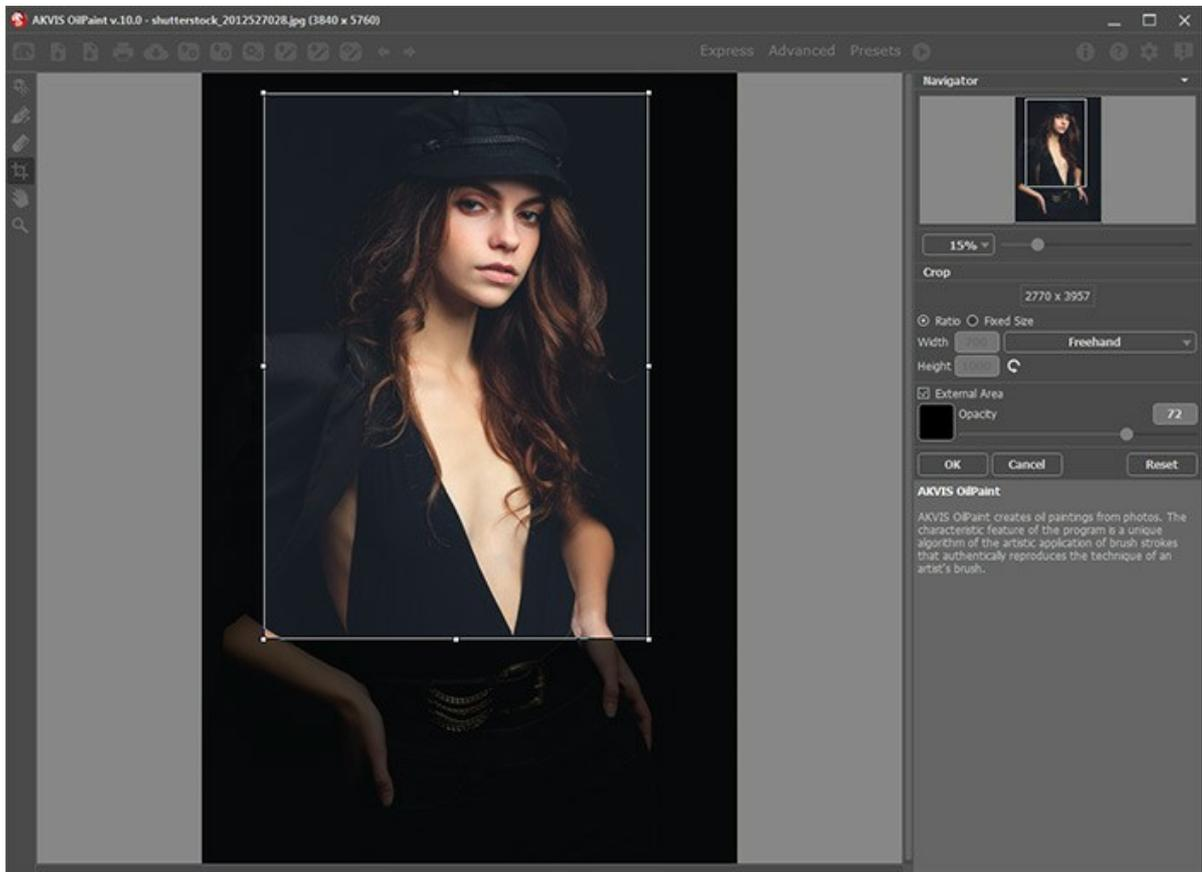 AKVIS OilPaint v.10.0 - shutterstock_2012527028.jpg (3840 x 5760)
Express Advanced Presets
Navigator
15%
Crop
2770 x 3957
Ratio Fixed Size
Width 700 Freehand
Height 1000
External Area
Opacity 72
OK Cancel Reset
AKVIS OilPaint
AKVIS OilPaint creates oil paintings from photos. The
characteristic feature of the program is a unique
algorithm of the artistic application of brush strokes
that authentically reproduces the technique of an
artist's brush.